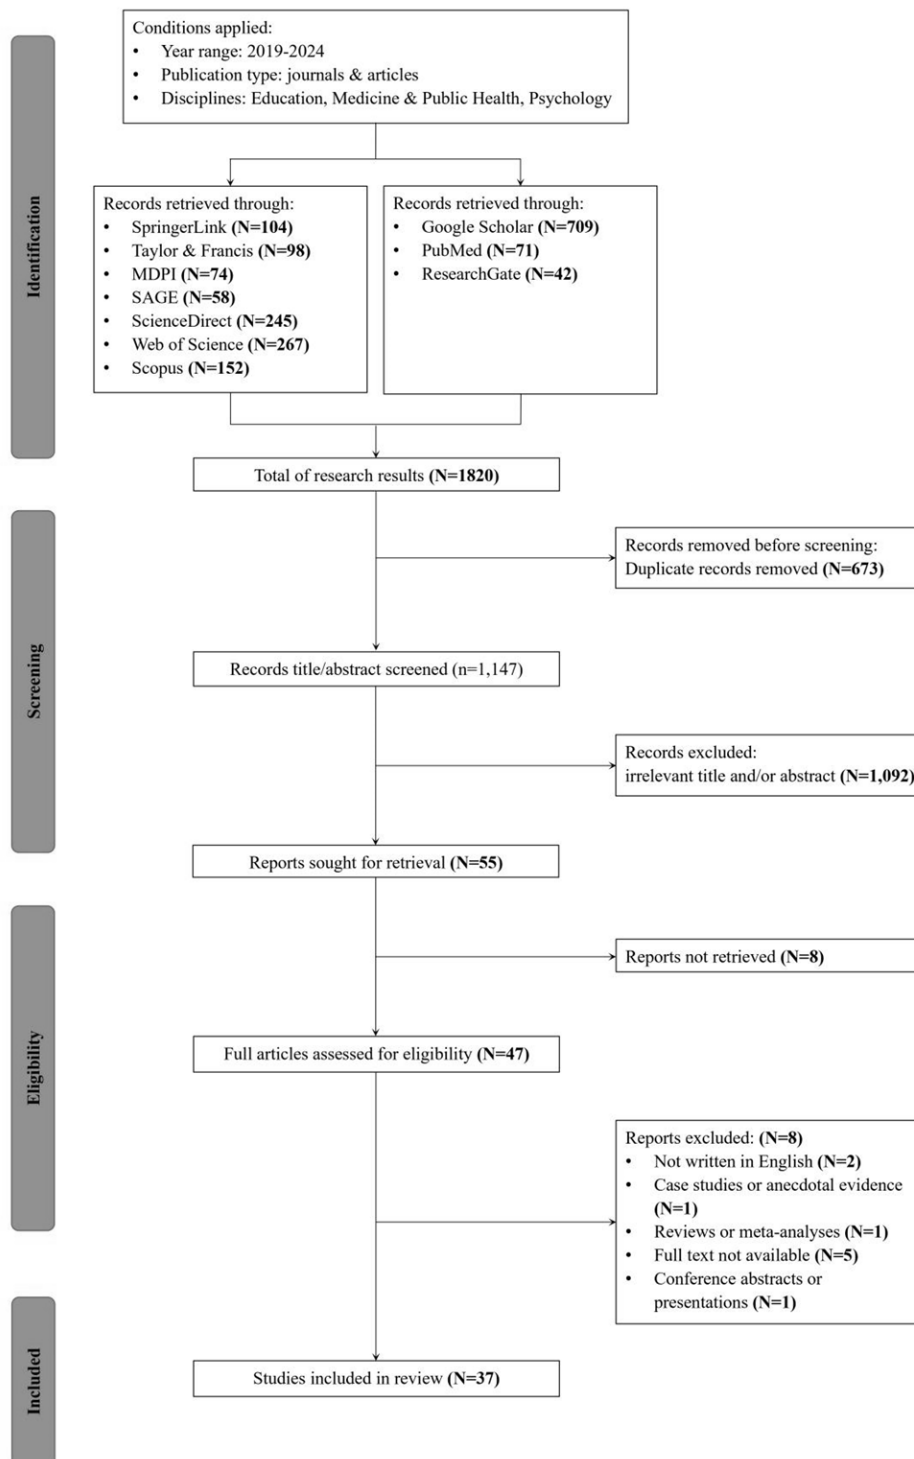 Conditions applied:
• Year range: 2019-2024
• Publication type: journals & articles
• Disciplines: Education, Medicine & Public Health, Psychology
Identification
Records retrieved through:
• SpringerLink (N=104)
• Taylor & Francis (N=98)
• MDPI (N=74)
• SAGE (N=58)
• ScienceDirect (N=245)
• Web of Science (N=267)
• Scopus (N=152)
Records retrieved through:
• Google Scholar (N=709)
• PubMed (N=71)
• ResearchGate (N=42)
Total of research results (N=1820)
Screening
Records removed before screening:
Duplicate records removed (N=673)
Records title/abstract screened (n=1,147)
Records excluded:
irrelevant title and/or abstract (N=1,092)
Reports sought for retrieval (N=55)
Eligibility
Reports not retrieved (N=8)
Full articles assessed for eligibility (N=47)
Reports excluded: (N=8)
• Not written in English (N=2)
• Case studies or anecdotal evidence
(N=1)
• Reviews or meta-analyses (N=1)
• Full text not available (N=5)
• Conference abstracts or
presentations (N=1)
Included
Studies included in review (N=37)